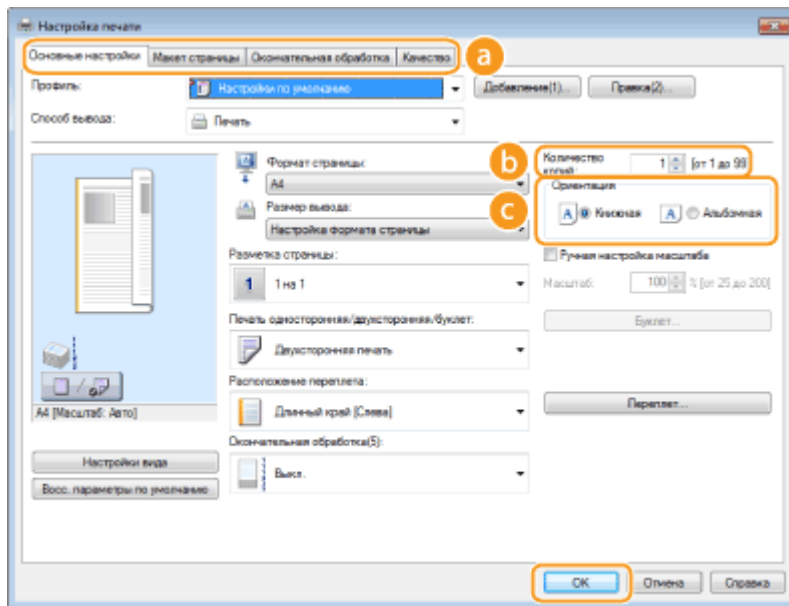 Настройка печати
Основные настройки Макет страницы Окончательная обработка Качество
a
Профиль: Настройки по умолчанию Добавление(1)... Правка(2)...
Способ вывода: Печать
Формат страницы:
A4
b
Количество копий: 1 [от 1 до 99]
Размер вывода:
Настройка формата страницы
c
Ориентация
A Книжная A Альбомная
Разметка страницы:
1 1 на 1
Ручная настройка масштаба
Масштаб: 100 % [от 25 до 200]
Печать односторонняя/двухсторонняя/буклет:
Двухсторонняя печать
Буклет...
Расположение переплета:
Длинный край [Слева]
Переплет...
A4 [Масштаб: Авто]
Окончательная обработка(5):
Выкл.
Настройки вида
Восс. параметры по умолчанию
OK Отмена Справка